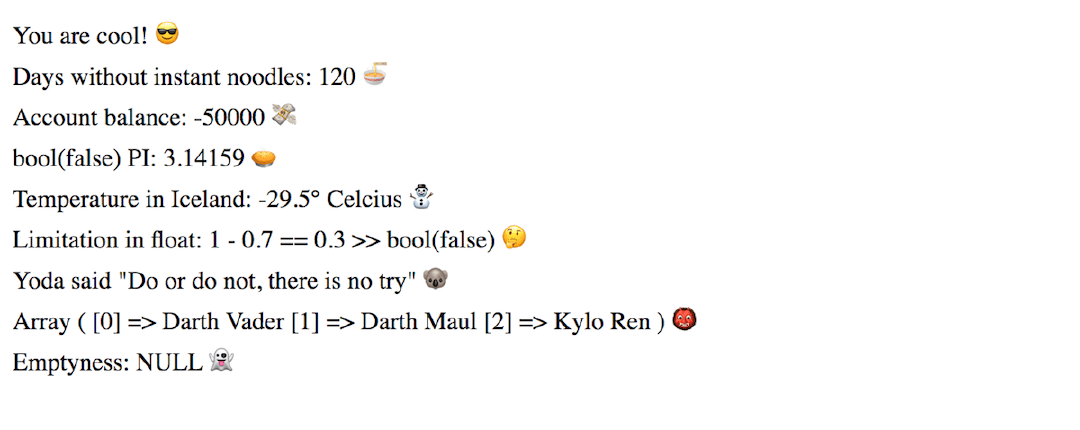 You are cool! 😎
Days without instant noodles: 120 🍜
Account balance: -50000 💸
bool(false) PI: 3.14159 🥧
Temperature in Iceland: -29.5° Celcius ⛄
Limitation in float: 1 - 0.7 == 0.3 >> bool(false) 🤔
Yoda said "Do or do not, there is no try" 🐨
Array ( [0] => Darth Vader [1] => Darth Maul [2] => Kylo Ren ) 👹
Emptyness: NULL 👻